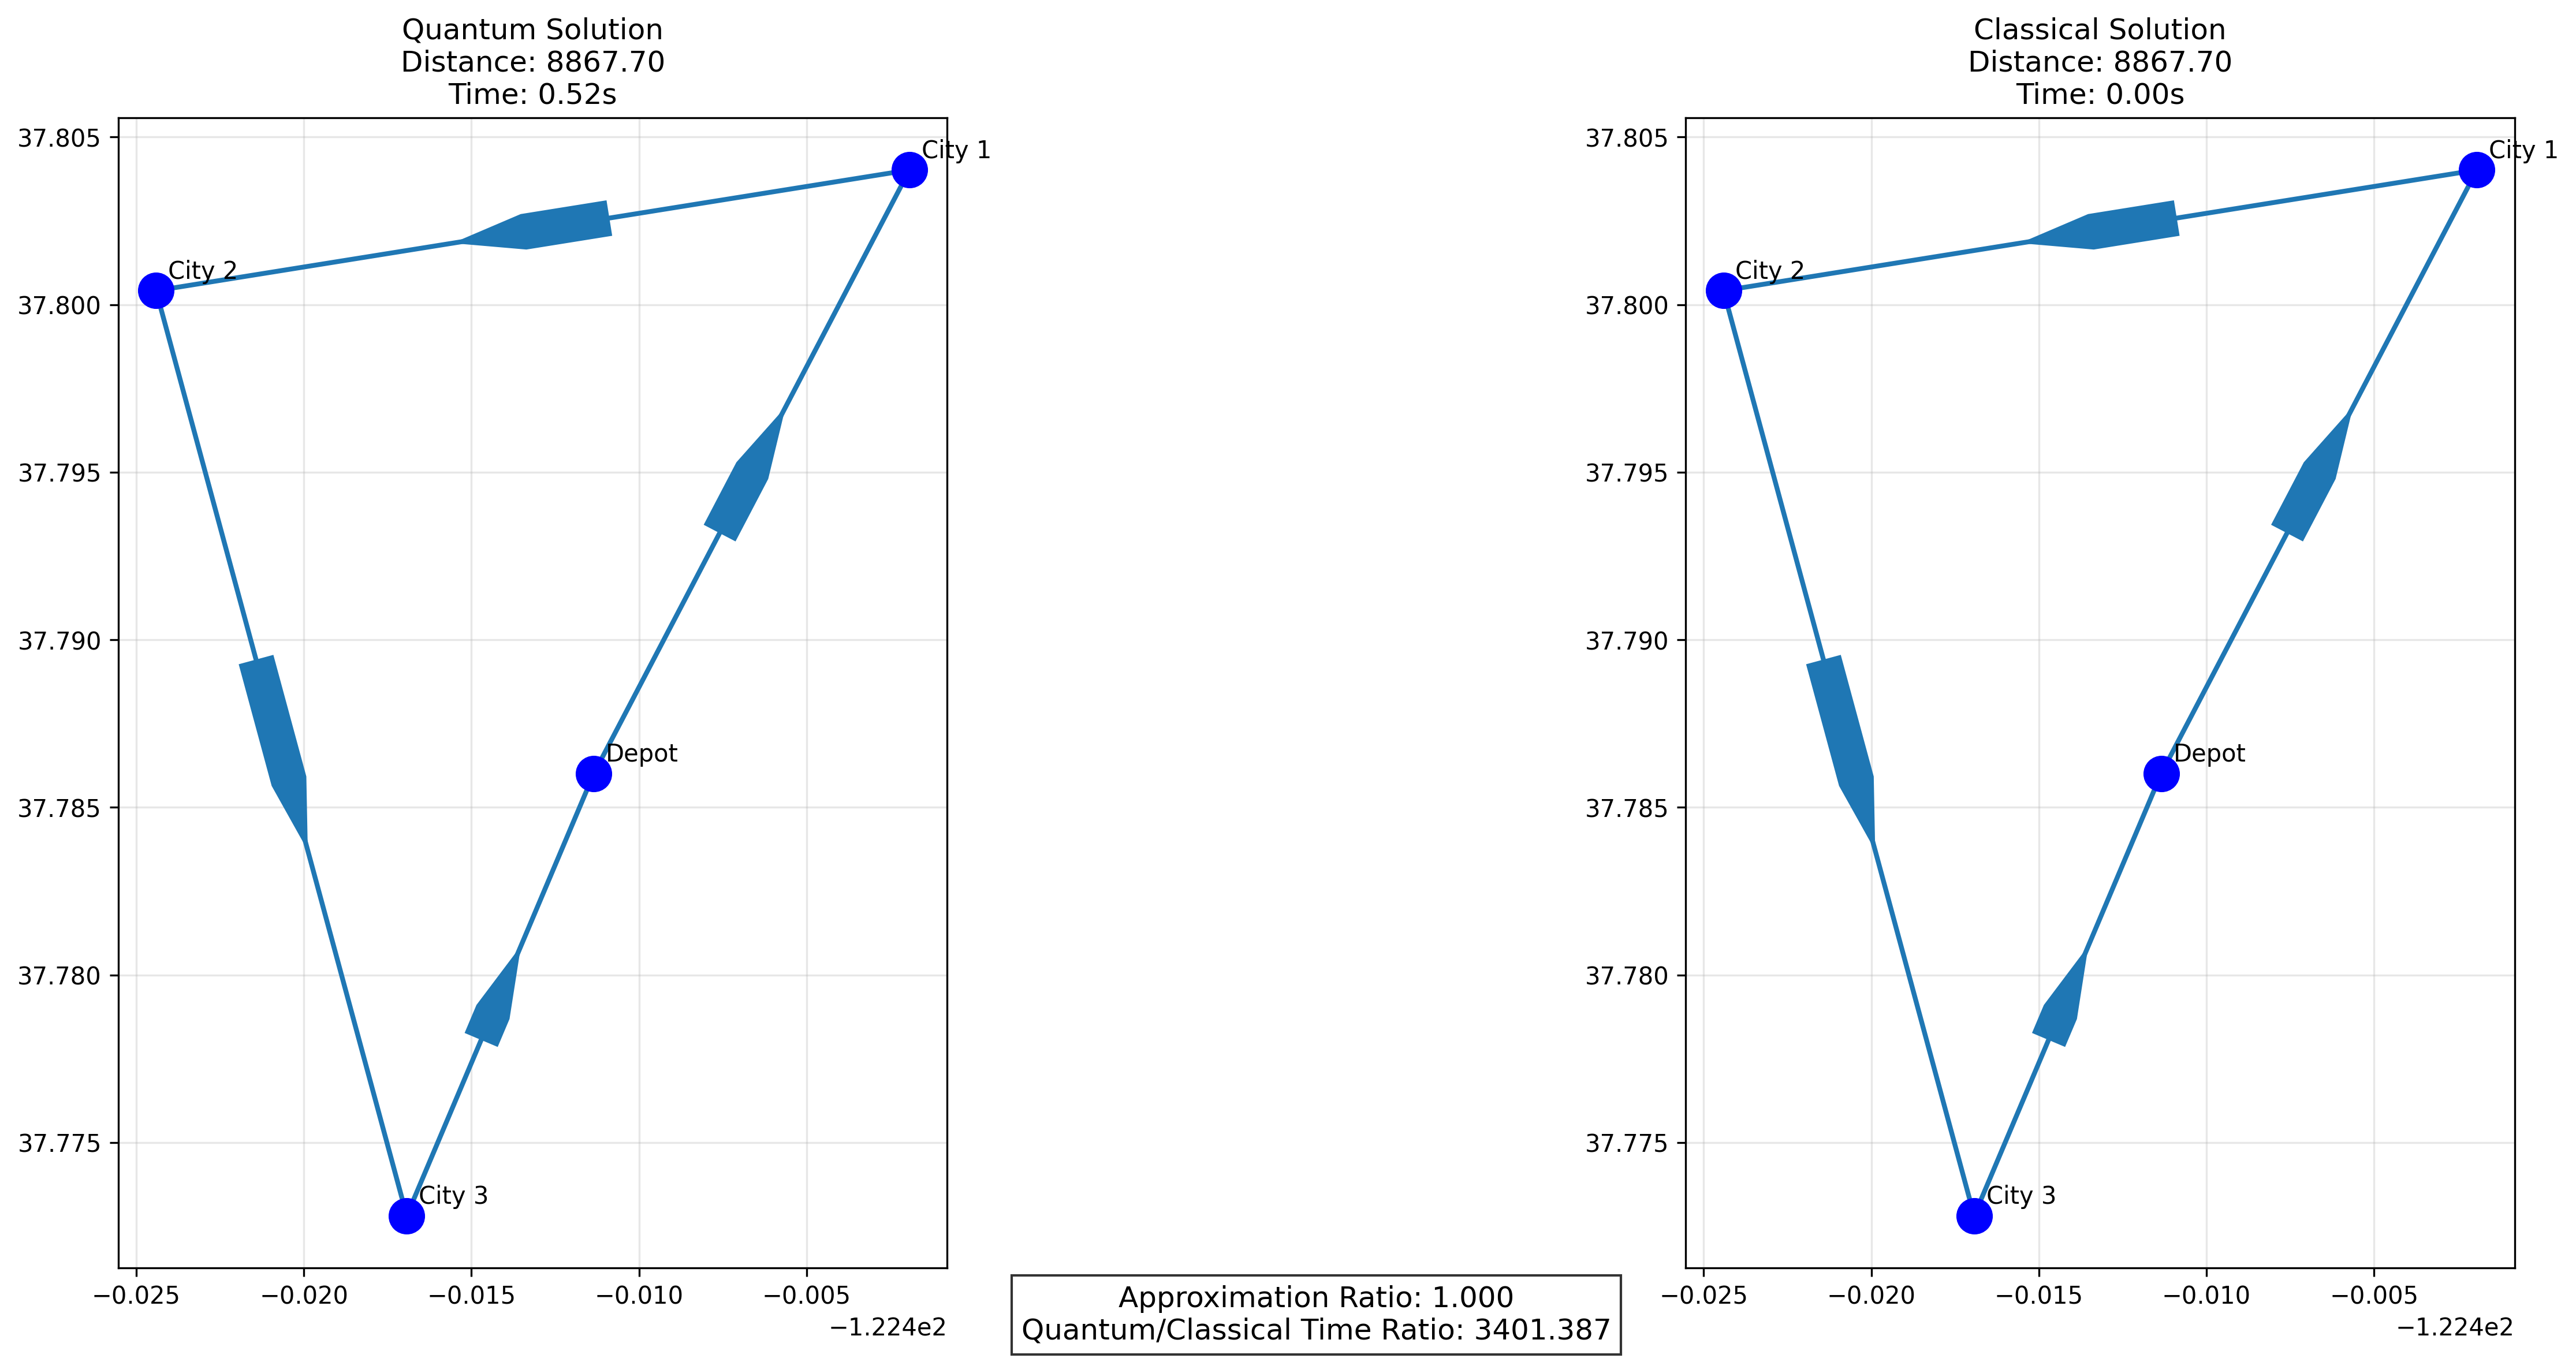 Quantum Solution
Distance: 8867.70
Time: 0.52s
37.805
37.800
37.795
37.790
37.785
37.780
37.775
City 1
City 2
Depot
City 3
−0.025
−0.020
−0.015
−0.010
−0.005
−1.224e2
Classical Solution
Distance: 8867.70
Time: 0.00s
37.805
37.800
37.795
37.790
37.785
37.780
37.775
City 1
City 2
Depot
City 3
−0.025
−0.020
−0.015
−0.010
−0.005
−1.224e2
Approximation Ratio: 1.000
Quantum/Classical Time Ratio: 3401.387